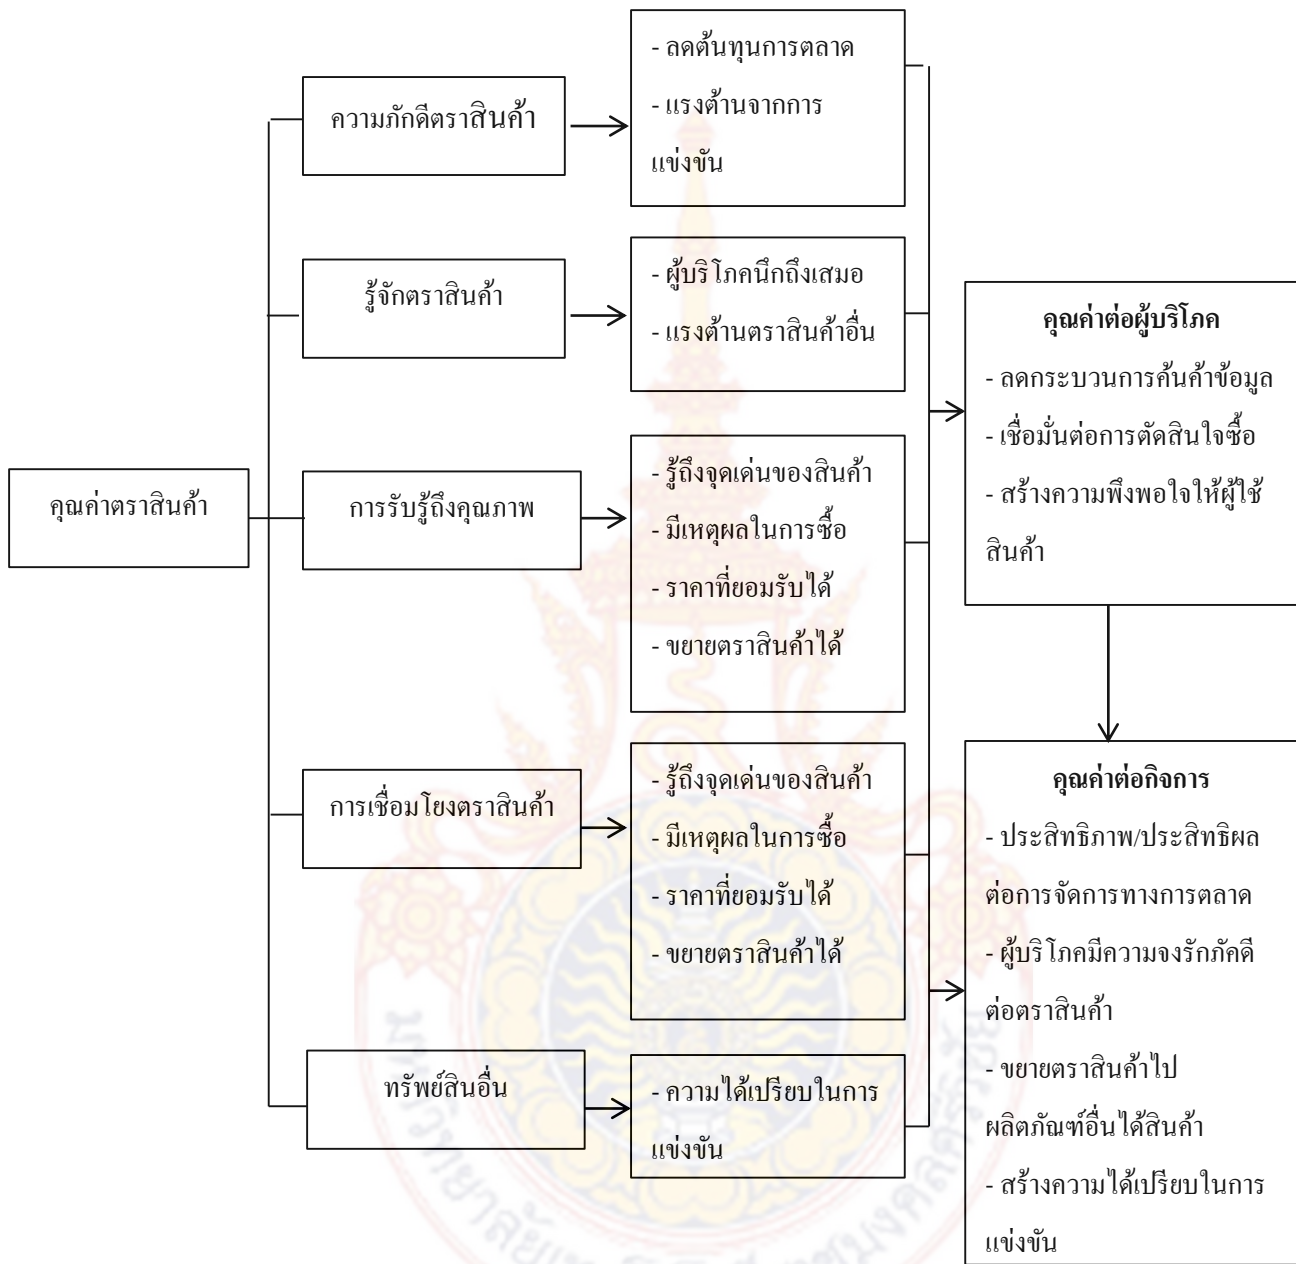 คุณค่าตราสินค้า
ความภักดีตราสินค้า
- ลดต้นทุนการตลาด
- แรงต้านจากการ
แข่งขัน
รู้จักตราสินค้า
- ผู้บริโภคนึกถึงเสมอ
- แรงต้านตราสินค้าอื่น
การรับรู้ถึงคุณภาพ
- รู้ถึงจุดเด่นของสินค้า
- มีเหตุผลในการซื้อ
- ราคาที่ยอมรับได้
- ขยายตราสินค้าได้
การเชื่อมโยงตราสินค้า
- รู้ถึงจุดเด่นของสินค้า
- มีเหตุผลในการซื้อ
- ราคาที่ยอมรับได้
- ขยายตราสินค้าได้
ทรัพย์สินอื่น
- ความได้เปรียบในการ
แข่งขัน
คุณค่าต่อผู้บริโภค
- ลดกระบวนการค้นค้าข้อมูล
- เชื่อมั่นต่อการตัดสินใจซื้อ
- สร้างความพึงพอใจให้ผู้ใช้
สินค้า
คุณค่าต่อกิจการ
- ประสิทธิภาพ/ประสิทธิผล
ต่อการจัดการทางการตลาด
- ผู้บริโภคมีความจงรักภัคดี
ต่อตราสินค้า
- ขยายตราสินค้าไป
ผลิตภัณฑ์อื่นได้สินค้า
- สร้างความได้เปรียบในการ
แข่งขัน